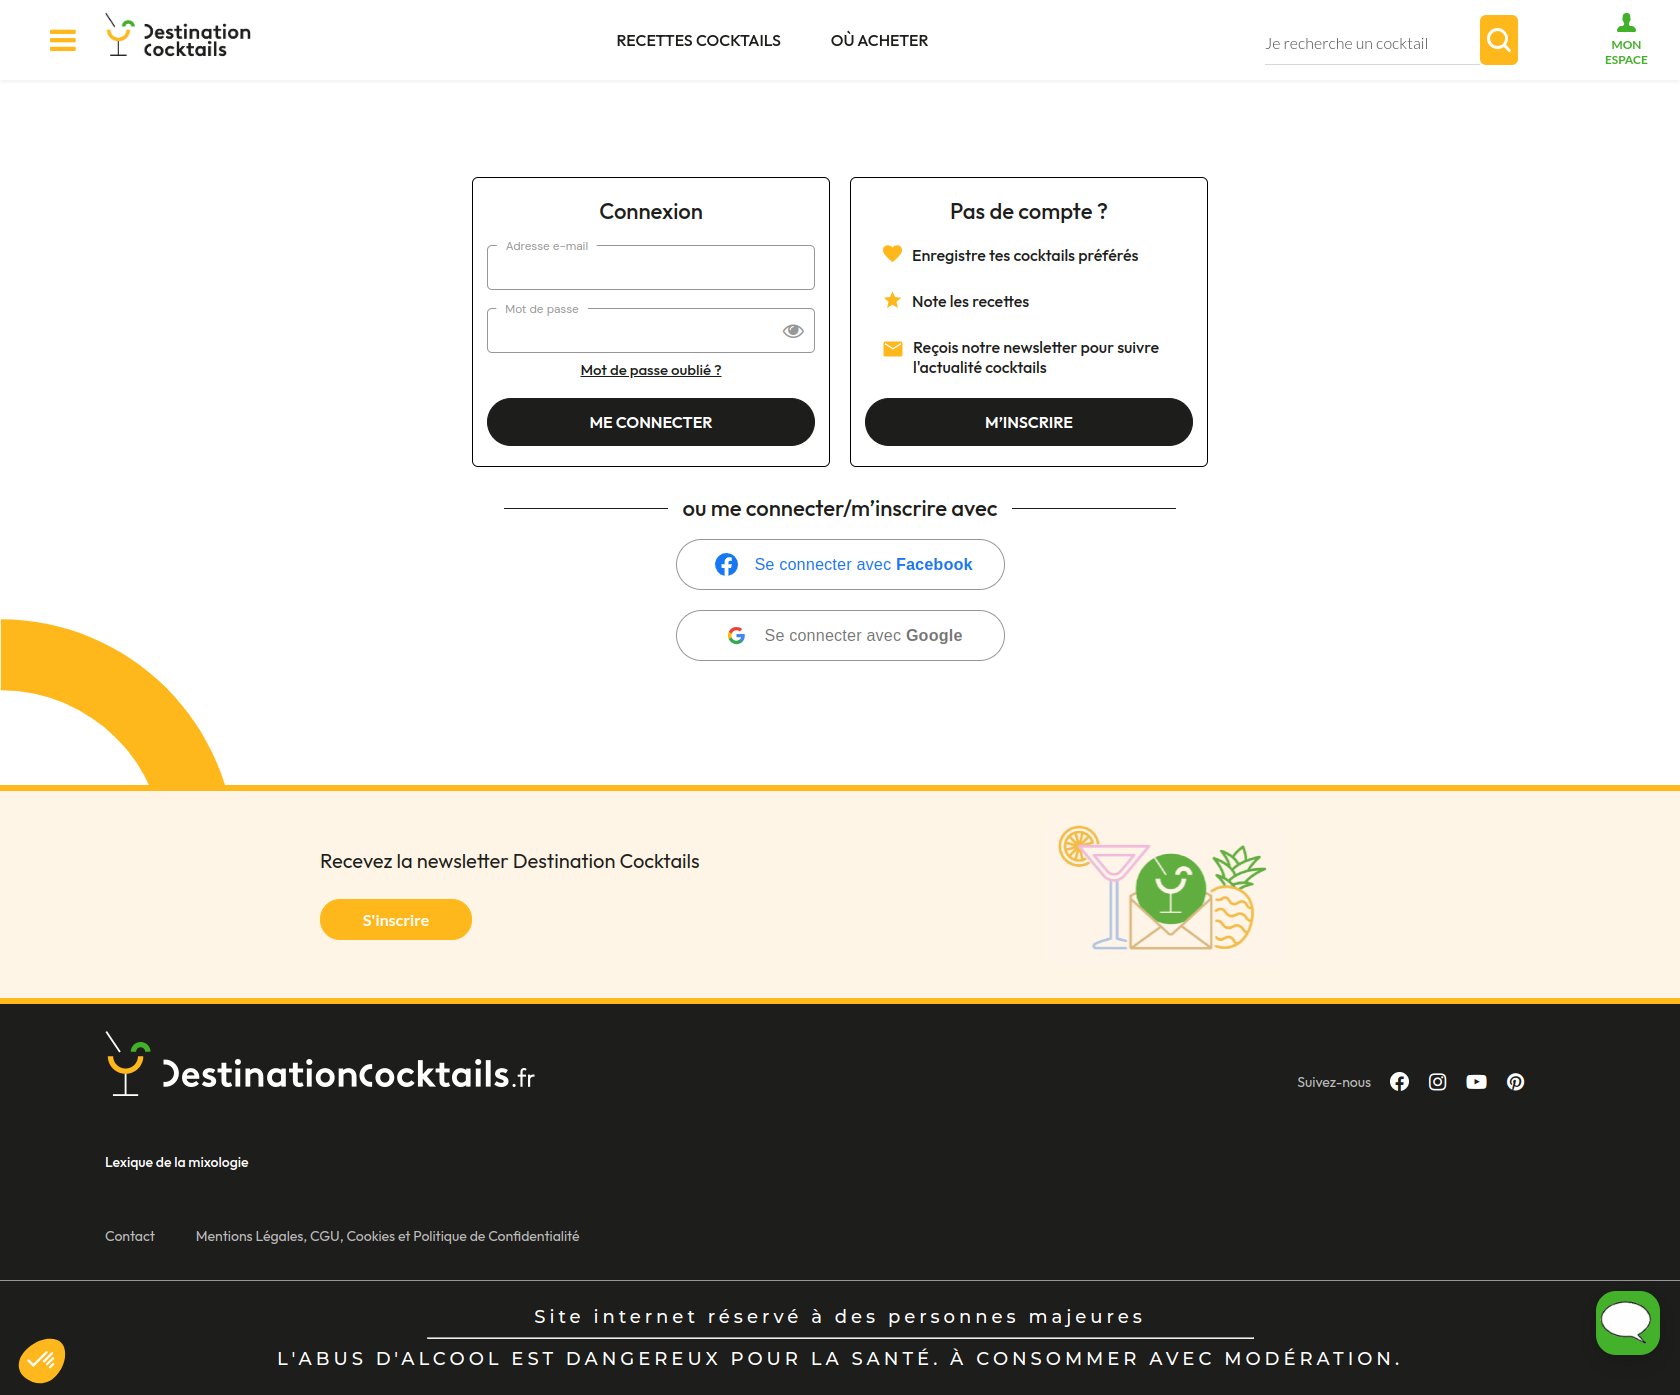 Destination
Cocktails
RECETTES COCKTAILS
OÙ ACHETER
Je recherche un cocktail
MON
ESPACE
Connexion
Adresse e-mail
Mot de passe
Mot de passe oublié ?
ME CONNECTER
Pas de compte ?
Enregistre tes cocktails préférés
Note les recettes
Reçois notre newsletter pour suivre
l'actualité cocktails
M'INSCRIRE
ou me connecter/m'inscrire avec
Se connecter avec Facebook
Se connecter avec Google
Recevez la newsletter Destination Cocktails
S'inscrire
DestinationCocktails.fr
Suivez-nous
Lexique de la mixologie
Contact
Mentions Légales, CGU, Cookies et Politique de Confidentialité
Site internet réservé à des personnes majeures
L'ABUS D'ALCOOL EST DANGEREUX POUR LA SANTÉ. À CONSOMMER AVEC MODÉRATION.